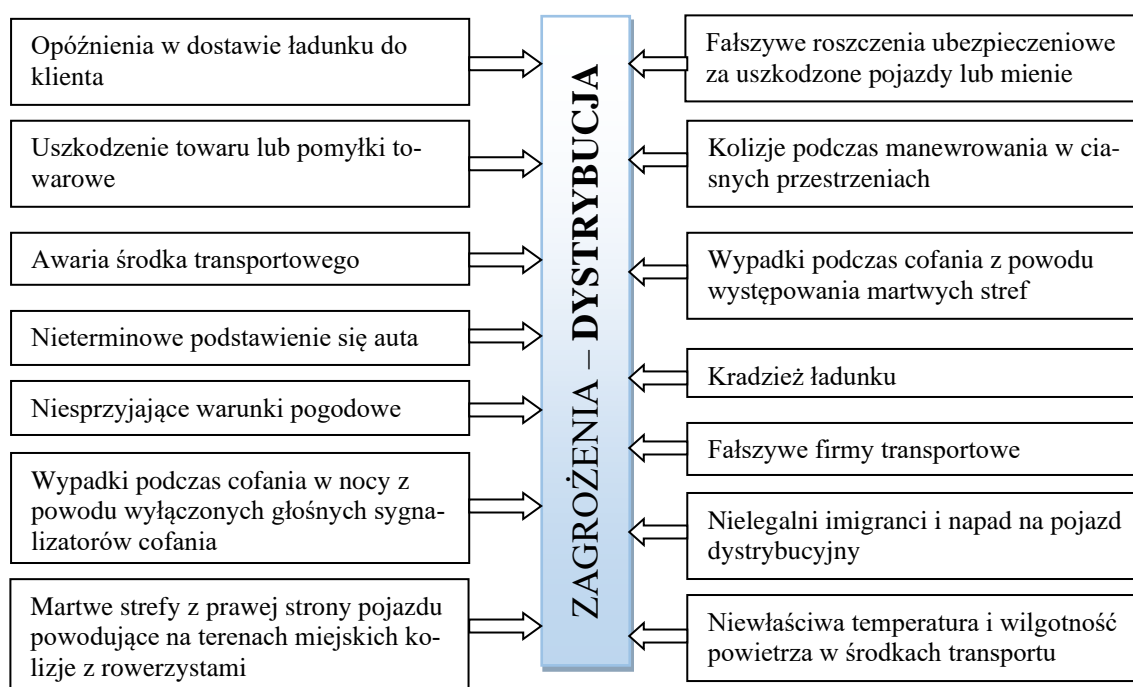 Opóźnienia w dostawie ładunku do
klienta
Uszkodzenie towaru lub pomyłki to-
warowe
Awaria środka transportowego
Nieterminowe podstawienie się auta
Niesprzyjające warunki pogodowe
Wypadki podczas cofania w nocy z
powodu wyłączonych głośnych sygna-
lizatorów cofania
Martwe strefy z prawej strony pojazdu
powodujące na terenach miejskich ko-
lizje z rowerzystami
ZAGROŻENIA – DYSTRYBUCJA
Fałszywe roszczenia ubezpieczeniowe
za uszkodzone pojazdy lub mienie
Kolizje podczas manewrowania w cia-
snych przestrzeniach
Wypadki podczas cofania z powodu
występowania martwych stref
Kradzież ładunku
Fałszywe firmy transportowe
Nielegalni imigranci i napad na pojazd
dystrybucyjny
Niewłaściwa temperatura i wilgotność
powietrza w środkach transportu